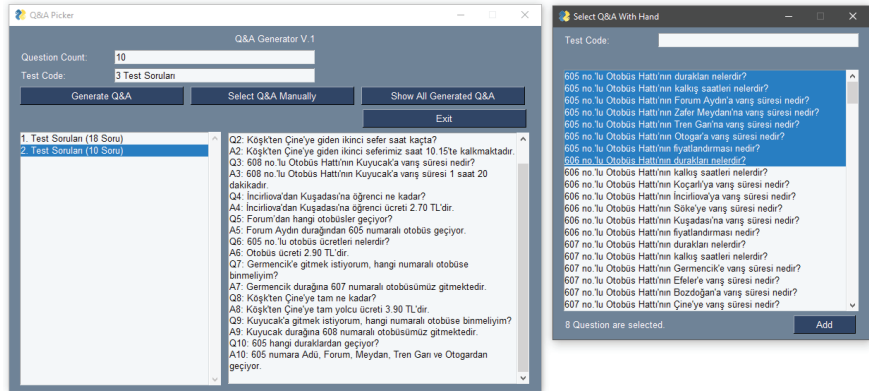 Q&A Picker
Q&A Generator V.1
Question Count: 10
Test Code: 3 Test Soruları
Generate Q&A
Select Q&A Manually
Show All Generated Q&A
Exit
1. Test Soruları (18 Soru)
2. Test Soruları (10 Soru)
Q2: Köşk'ten Çine'ye giden ikinci sefer saat kaçta?
A2: Köşk'ten Çine'ye giden ikinci seferimiz saat 10.15'te kalkmaktadır.
Q3: 608 no.'lu Otobüs Hattı'nın Kuyucak'a varış süresi nedir?
A3: 608 no.'lu Otobüs Hattı'nın Kuyucak'a varış süresi 1 saat 20
dakikadır.
Q4: İncirliova'dan Kuşadası'na öğrenci ne kadar?
A4: İncirliova'dan Kuşadası'na öğrenci ücreti 2.70 TL'dir.
Q5: Forum'dan hangi otobüsler geçiyor?
A5: Forum Aydın durağından 605 numaralı otobüs geçiyor.
Q6: 605 no.'lu otobüs ücretleri nelerdir?
A6: Otobüs ücreti 2.90 TL'dir.
Q7: Germencik'e gitmek istiyorum, hangi numaralı otobüse
binmeliyim?
A7: Germencik durağına 607 numaralı otobüsümüz gitmektedir.
Q8: Köşk'ten Çine'ye tam ne kadar?
A8: Köşk'ten Çine'ye tam yolcu ücreti 3.90 TL'dir.
Q9: Kuyucak'a gitmek istiyorum, hangi numaralı otobüse binmeliyim?
A9: Kuyucak durağına 608 numaralı otobüsümüz gitmektedir.
Q10: 605 hangi duraklardan geçiyor?
A10: 605 numara Adü, Forum, Meydan, Tren Garı ve Otogardan
geçiyor.
Select Q&A With Hand
Test Code:
605 no.'lu Otobüs Hattı'nın durakları nelerdir?
605 no.'lu Otobüs Hattı'nın kalkış saatleri nelerdir?
605 no.'lu Otobüs Hattı'nın Forum Aydın'a varış süresi nedir?
605 no.'lu Otobüs Hattı'nın Zafer Meydanı'na varış süresi nedir?
605 no.'lu Otobüs Hattı'nın Tren Garı'na varış süresi nedir?
605 no.'lu Otobüs Hattı'nın Otogar'a varış süresi nedir?
605 no.'lu Otobüs Hattı'nın fiyatlandırması nedir?
606 no.'lu Otobüs Hattı'nın durakları nelerdir?
606 no.'lu Otobüs Hattı'nın kalkış saatleri nelerdir?
606 no.'lu Otobüs Hattı'nın Koçarlı'ya varış süresi nedir?
606 no.'lu Otobüs Hattı'nın İncirliova'ya varış süresi nedir?
606 no.'lu Otobüs Hattı'nın Söke'ye varış süresi nedir?
606 no.'lu Otobüs Hattı'nın Kuşadası'na varış süresi nedir?
606 no.'lu Otobüs Hattı'nın fiyatlandırması nedir?
607 no.'lu Otobüs Hattı'nın durakları nelerdir?
607 no.'lu Otobüs Hattı'nın kalkış saatleri nelerdir?
607 no.'lu Otobüs Hattı'nın Germencik'e varış süresi nedir?
607 no.'lu Otobüs Hattı'nın Efeler'e varış süresi nedir?
607 no.'lu Otobüs Hattı'nın Bozdoğan'a varış süresi nedir?
607 no.'lu Otobüs Hattı'nın Çine'ye varış süresi nedir?
8 Question are selected.
Add